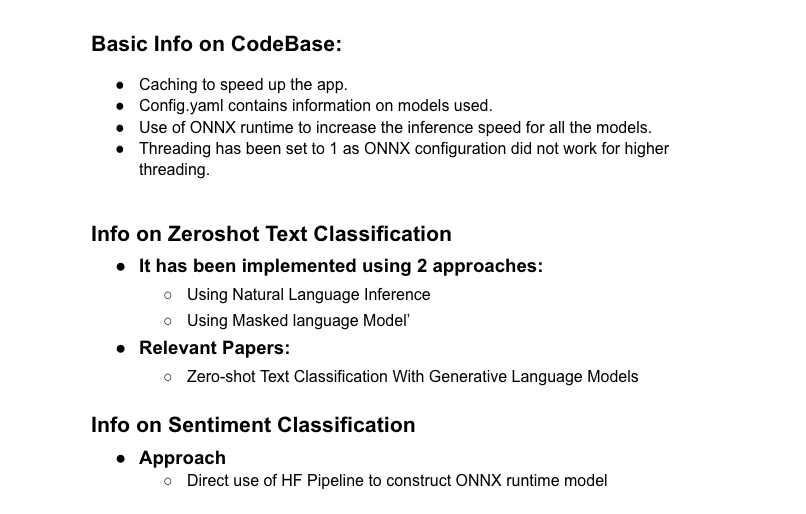 Basic Info on CodeBase:
● Caching to speed up the app.
● Config.yaml contains information on models used.
● Use of ONNX runtime to increase the inference speed for all the models.
● Threading has been set to 1 as ONNX configuration did not work for higher
threading.
Info on Zeroshot Text Classification
● It has been implemented using 2 approaches:
○ Using Natural Language Inference
○ Using Masked language Model’
● Relevant Papers:
○ Zero-shot Text Classification With Generative Language Models
Info on Sentiment Classification
● Approach
○ Direct use of HF Pipeline to construct ONNX runtime model